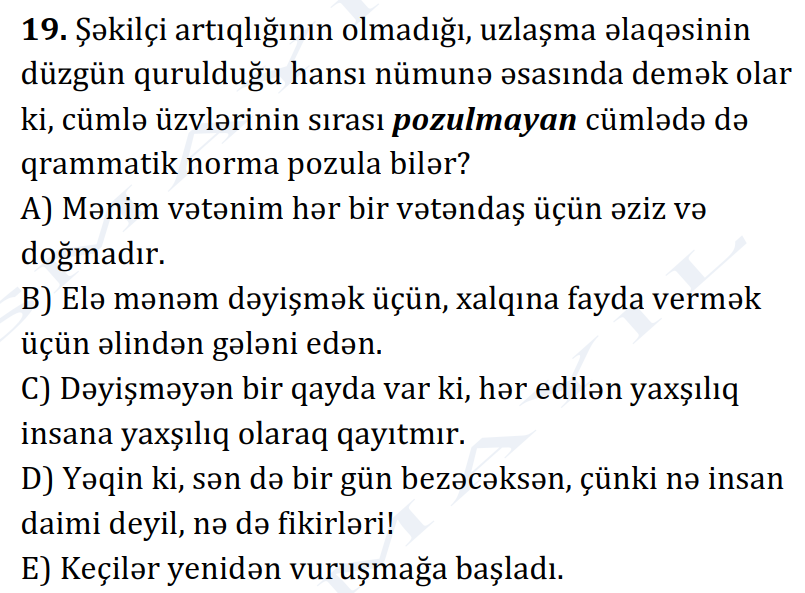 19. Şəkilçi artıqlığının olmadığı, uzlaşma əlaqəsinin
düzgün qurulduğu hansı nümunə əsasında demək olar
ki, cümlə üzvlərinin sırası pozulmayan cümlədə də
qrammatik norma pozula bilər?
A) Mənim vətənim hər bir vətəndaş üçün əziz və
doğmadır.
B) Elə mənəm dəyişmək üçün, xalqına fayda vermək
üçün əlindən gələni edən.
C) Dəyişməyən bir qayda var ki, hər edilən yaxşılıq
insana yaxşılıq olaraq qayıtmır.
D) Yəqin ki, sən də bir gün bezəcəksən, çünki nə insan
daimi deyil, nə də fikirləri!
E) Keçilər yenidən vuruşmağa başladı.